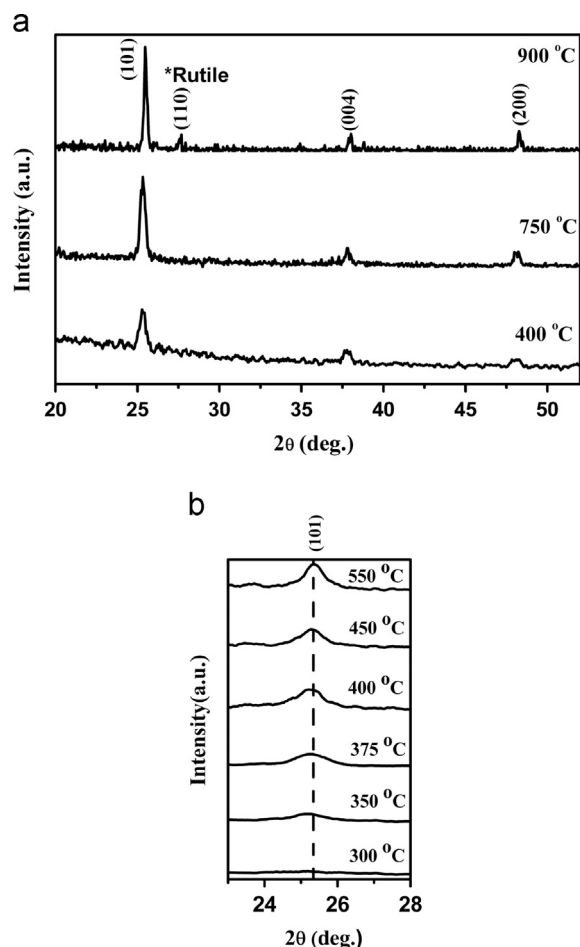 a
900 °C
(101)
*Rutile
(110)
(004)
(200)
750 °C
400 °C
Intensity (a.u.)
20 25 30 35 40 45 50
2θ (deg.)
b
(101)
550 °C
450 °C
400 °C
375 °C
350 °C
300 °C
Intensity(a.u.)
24 26 28
2θ (deg.)